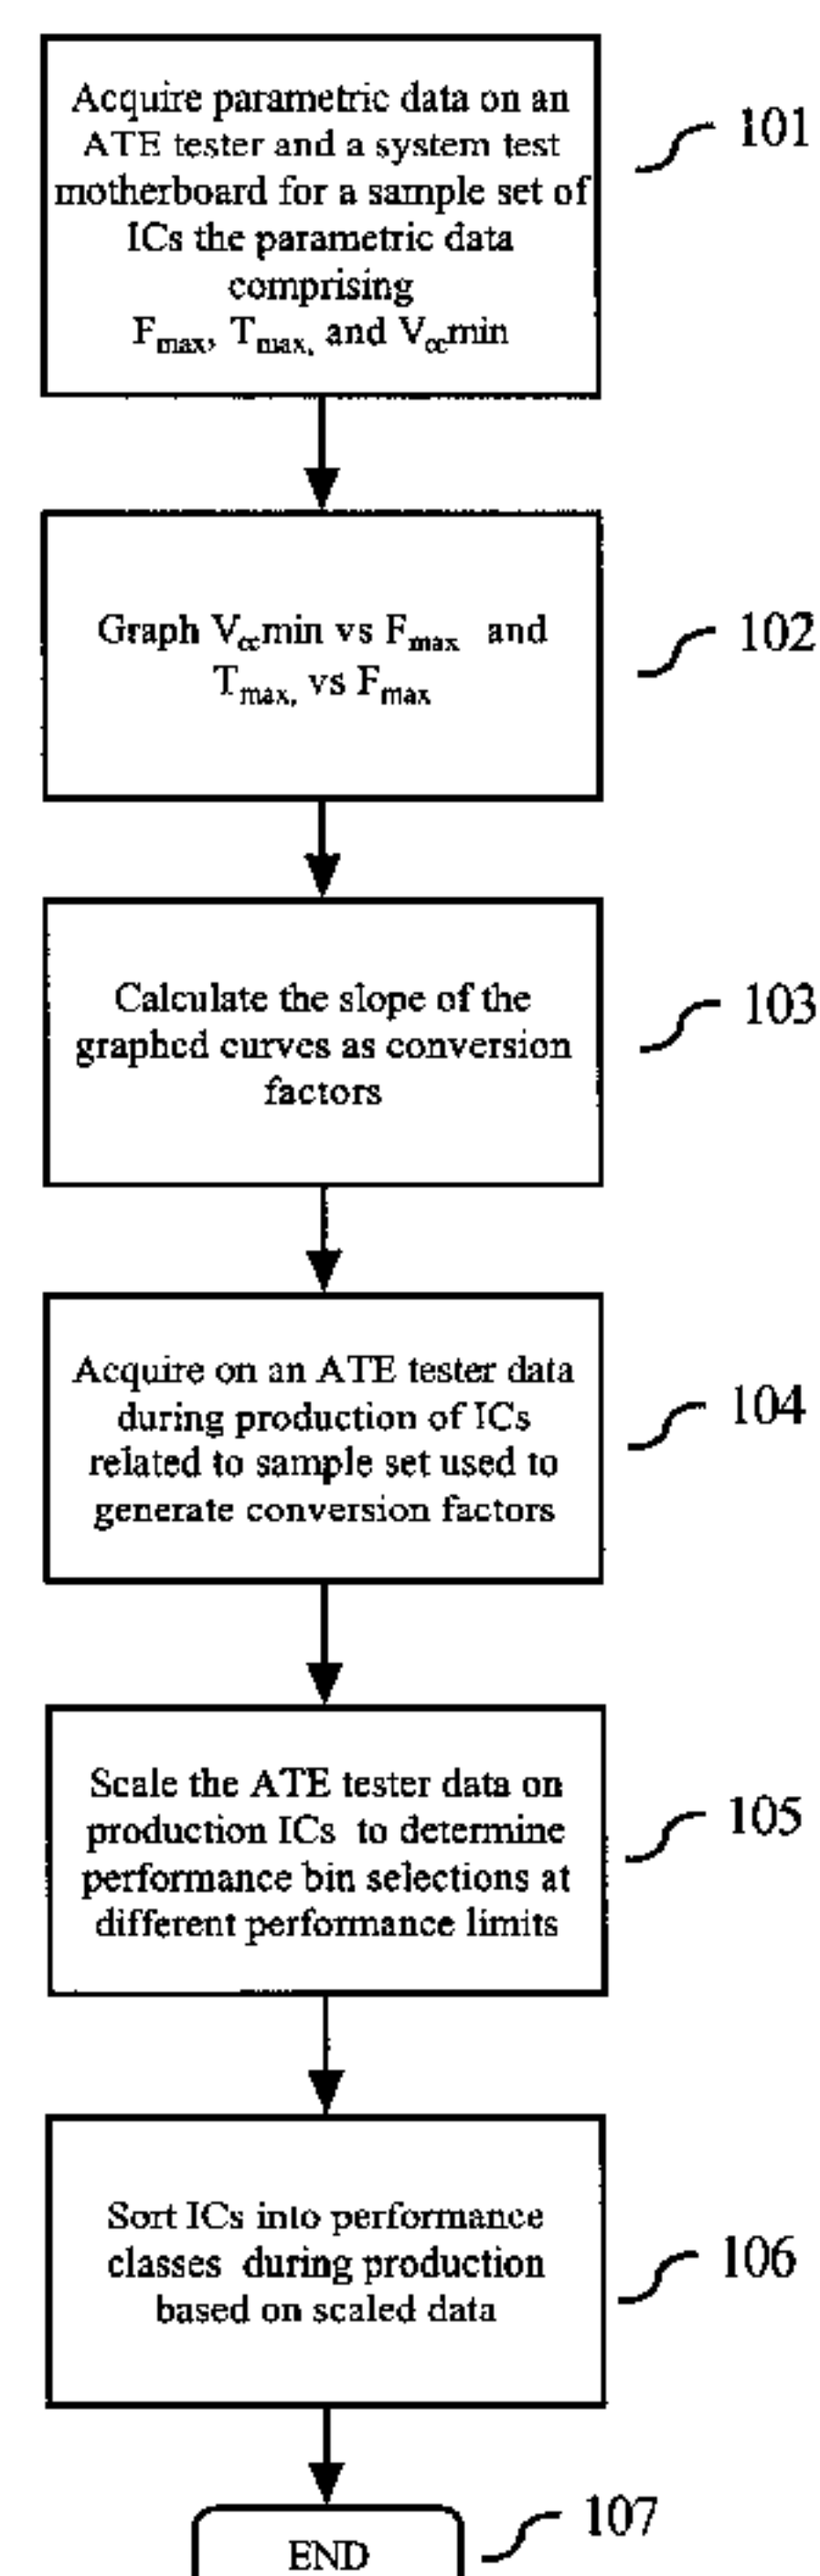 Acquire parametric data on an
ATE tester and a system test
motherboard for a sample set of
ICs the parametric data
comprising
Fmax, Tmax, and Vccmin
101
Graph Vccmin vs Fmax and
Tmax, vs Fmax
102
Calculate the slope of the
graphed curves as conversion
factors
103
Acquire on an ATE tester data
during production of ICs
related to sample set used to
generate conversion factors
104
Scale the ATE tester data on
production ICs to determine
performance bin selections at
different performance limits
105
Sort ICs into performance
classes during production
based on scaled data
106
END
107